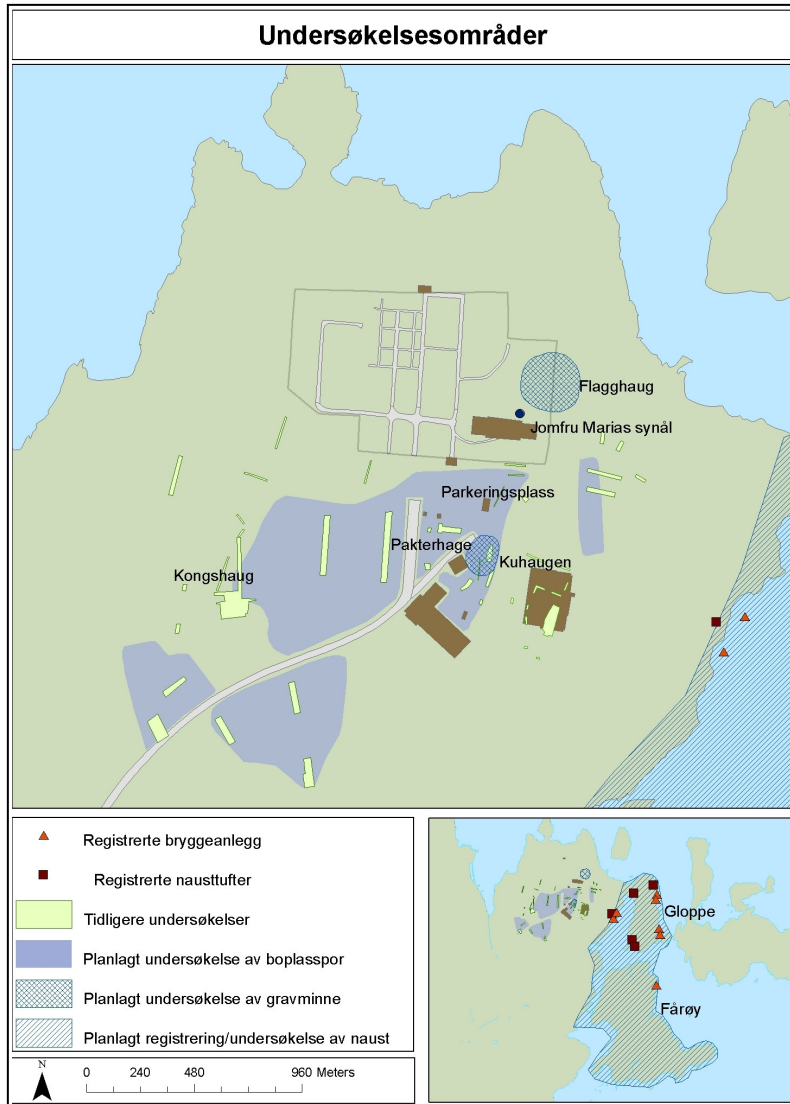 Undersøkelsesområder
Flagghaug
Jomfru Marias synål
Parkeringsplass
Pakterhage
Kuhaugen
Kongshaug
Registrerte bryggeanlegg
Registrerte nausttufter
Tidligere undersøkelser
Planlagt undersøkelse av boplasspor
Planlagt undersøkelse av gravminne
Planlagt registrering/undersøkelse av naust
N
0 240 480 960 Meters
Gloppe
Fårøy